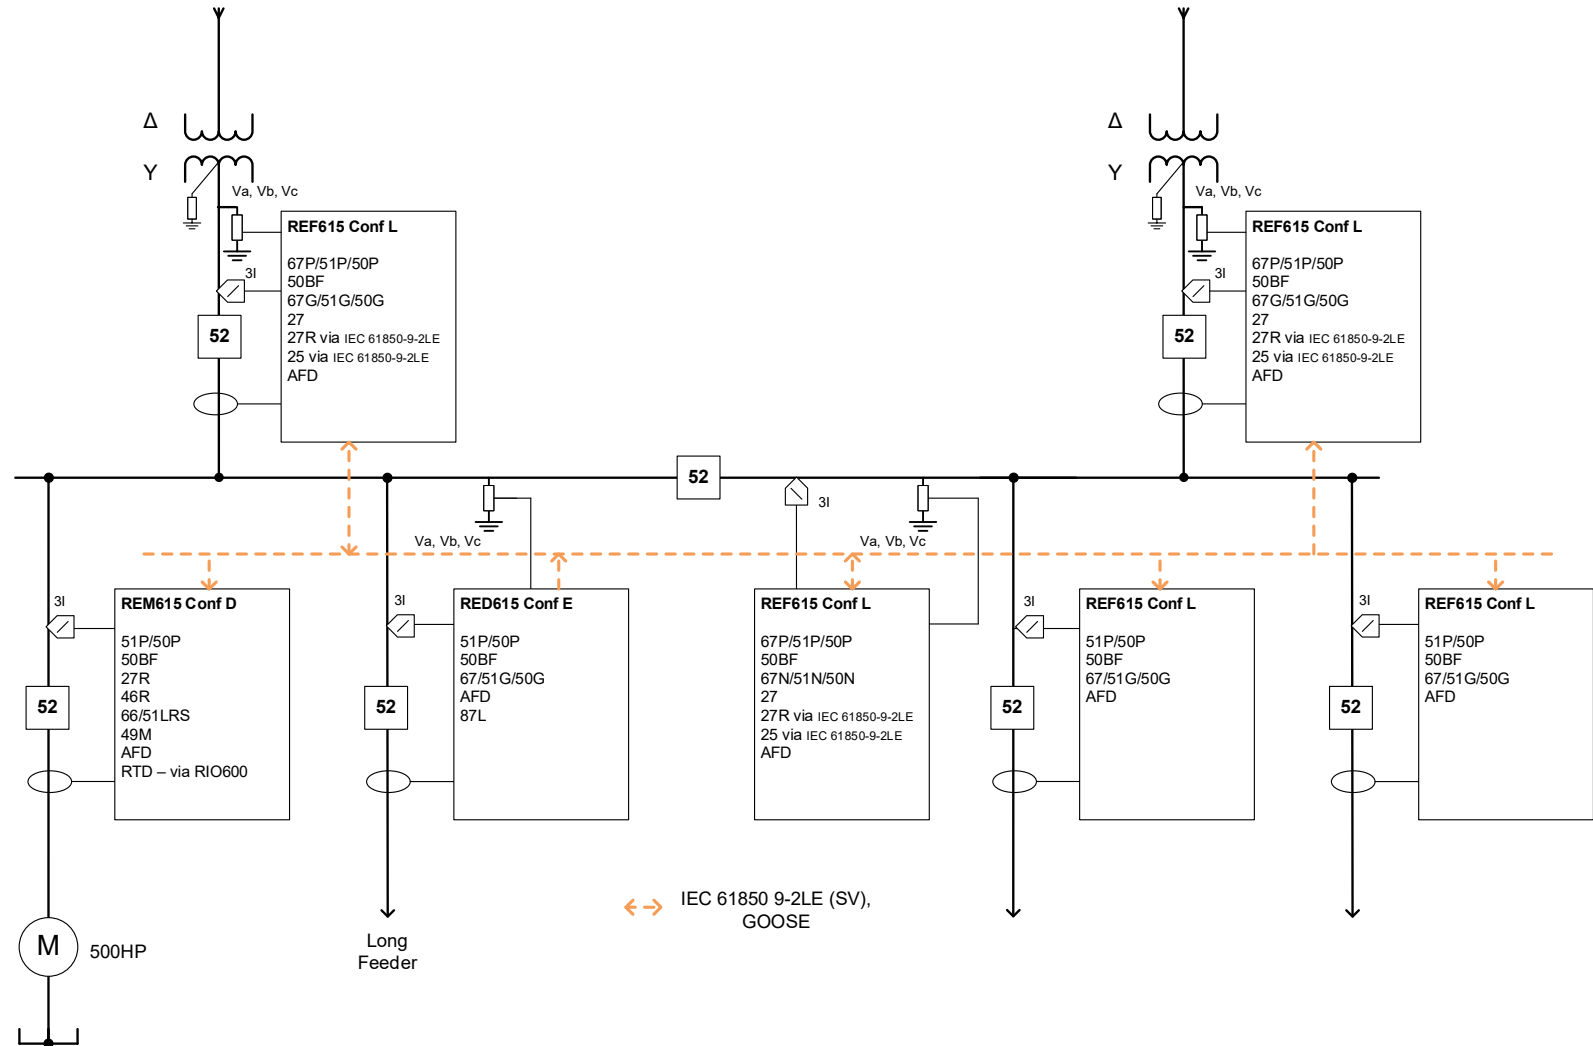 Δ
Y
Va, Vb, Vc
REF615 Conf L
67P/51P/50P
50BF
67G/51G/50G
27
27R via IEC 61850-9-2LE
25 via IEC 61850-9-2LE
AFD
3I
52
Δ
Y
Va, Vb, Vc
REF615 Conf L
67P/51P/50P
50BF
67G/51G/50G
27
27R via IEC 61850-9-2LE
25 via IEC 61850-9-2LE
AFD
3I
52
52
3I
Va, Vb, Vc
Va, Vb, Vc
3I
REM615 Conf D
51P/50P
50BF
27R
46R
66/51LRS
49M
AFD
RTD – via RIO600
52
3I
RED615 Conf E
51P/50P
50BF
67/51G/50G
AFD
87L
52
REF615 Conf L
67P/51P/50P
50BF
67N/51N/50N
27
27R via IEC 61850-9-2LE
25 via IEC 61850-9-2LE
AFD
3I
REF615 Conf L
51P/50P
50BF
67/51G/50G
AFD
52
3I
REF615 Conf L
51P/50P
50BF
67/51G/50G
AFD
52
IEC 61850 9-2LE (SV),
GOOSE
M
500HP
Long
Feeder